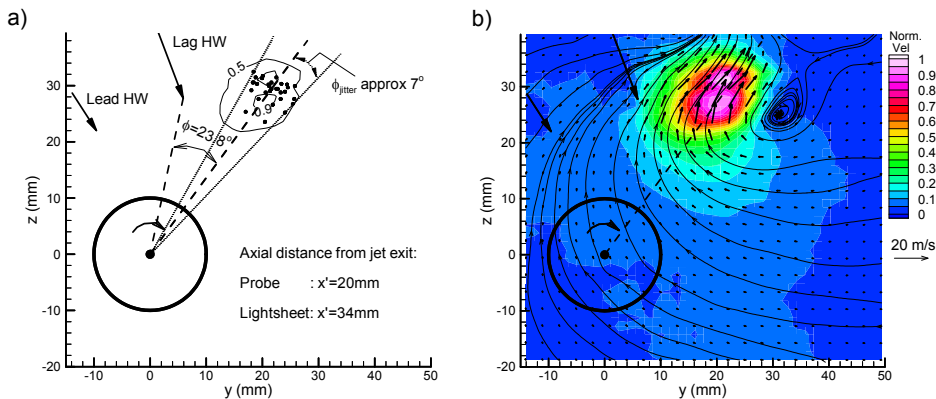 a)
Lag HW
Lead HW
0.5
0.9
ϕjitter approx 7°
ϕ=23.8°
Axial distance from jet exit:
Probe : x'=20mm
Lightsheet: x'=34mm
z (mm)
30
20
10
0
-10
-20
-10 0 10 20 30 40 50
y (mm)
b)
Norm.
Vel
1
0.9
0.8
0.7
0.6
0.5
0.4
0.3
0.2
0.1
0
20 m/s
z (mm)
30
20
10
0
-10
-20
-10 0 10 20 30 40 50
y (mm)